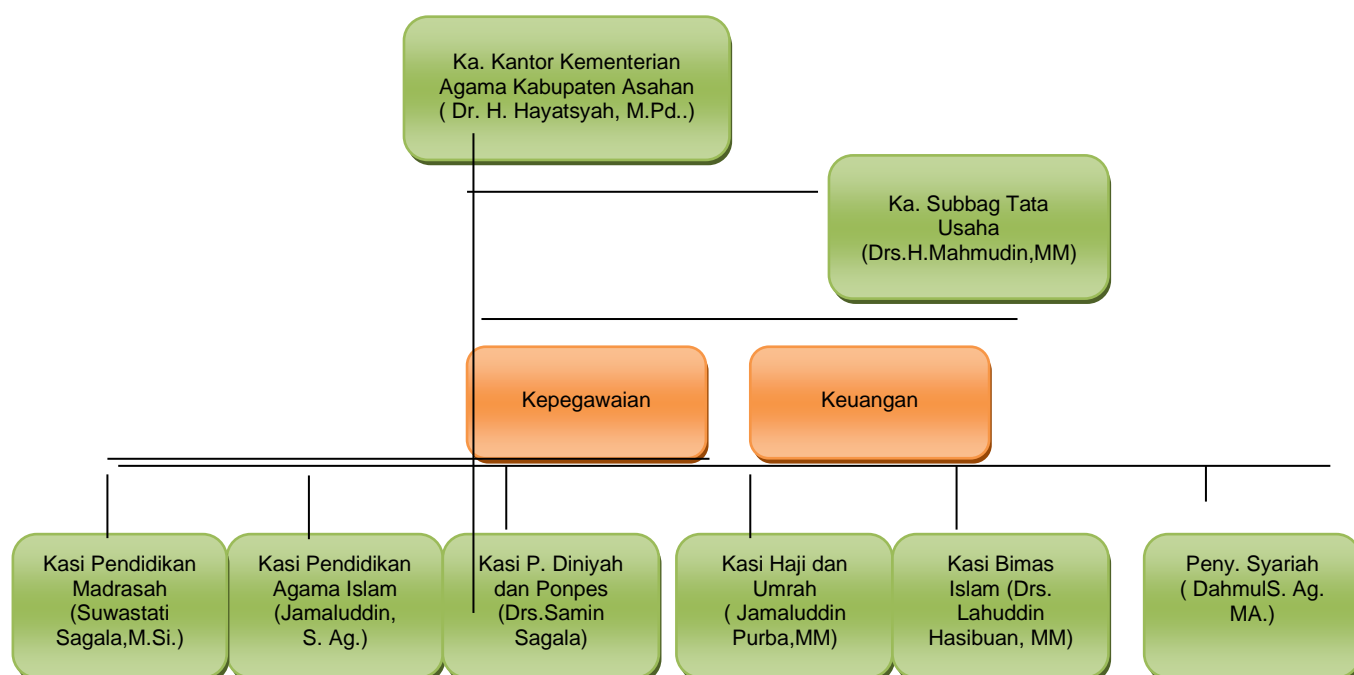 Ka. Kantor Kementerian
Agama Kabupaten Asahan
( Dr. H. Hayatsyah, M.Pd..)
Ka. Subbag Tata
Usaha
(Drs.H.Mahmudin,MM)
Kepegawaian
Keuangan
Kasi Pendidikan
Madrasah
(Suwastati
Sagala,M.Si.)
Kasi Pendidikan
Agama Islam
(Jamaluddin,
S. Ag.)
Kasi P. Diniyah
dan Ponpes
(Drs.Samin
Sagala)
Kasi Haji dan
Umrah
( Jamaluddin
Purba,MM)
Kasi Bimas
Islam (Drs.
Lahuddin
Hasibuan, MM)
Peny. Syariah
( DahmulS. Ag.
MA.)